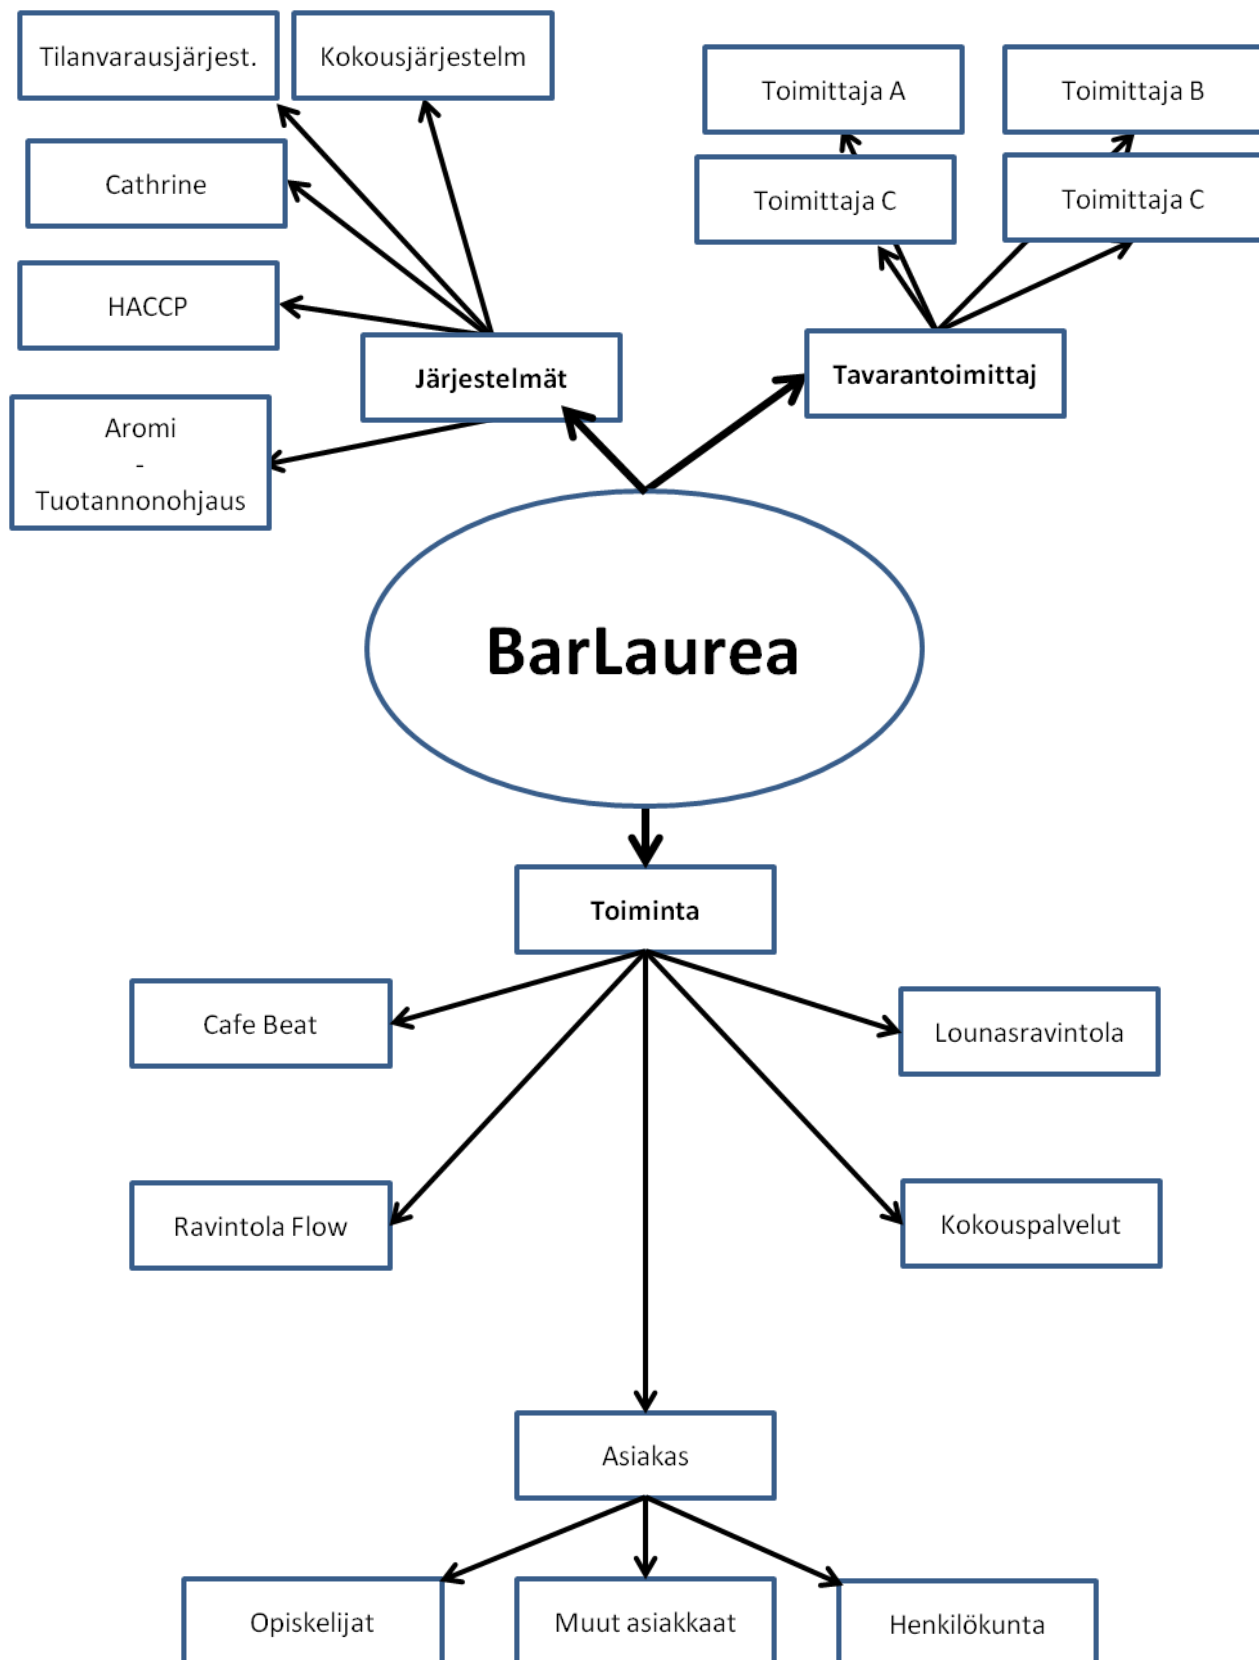 Tilanvarausjärjest.
Kokousjärjestelm
Toimittaja A
Toimittaja B
Cathrine
Toimittaja C
Toimittaja C
HACCP
Järjestelmät
Tavarantoimittaj
Aromi
-
Tuotannonohjaus
BarLaurea
Toiminta
Cafe Beat
Lounasravintola
Ravintola Flow
Kokouspalvelut
Asiakas
Opiskelijat
Muut asiakkaat
Henkilökunta